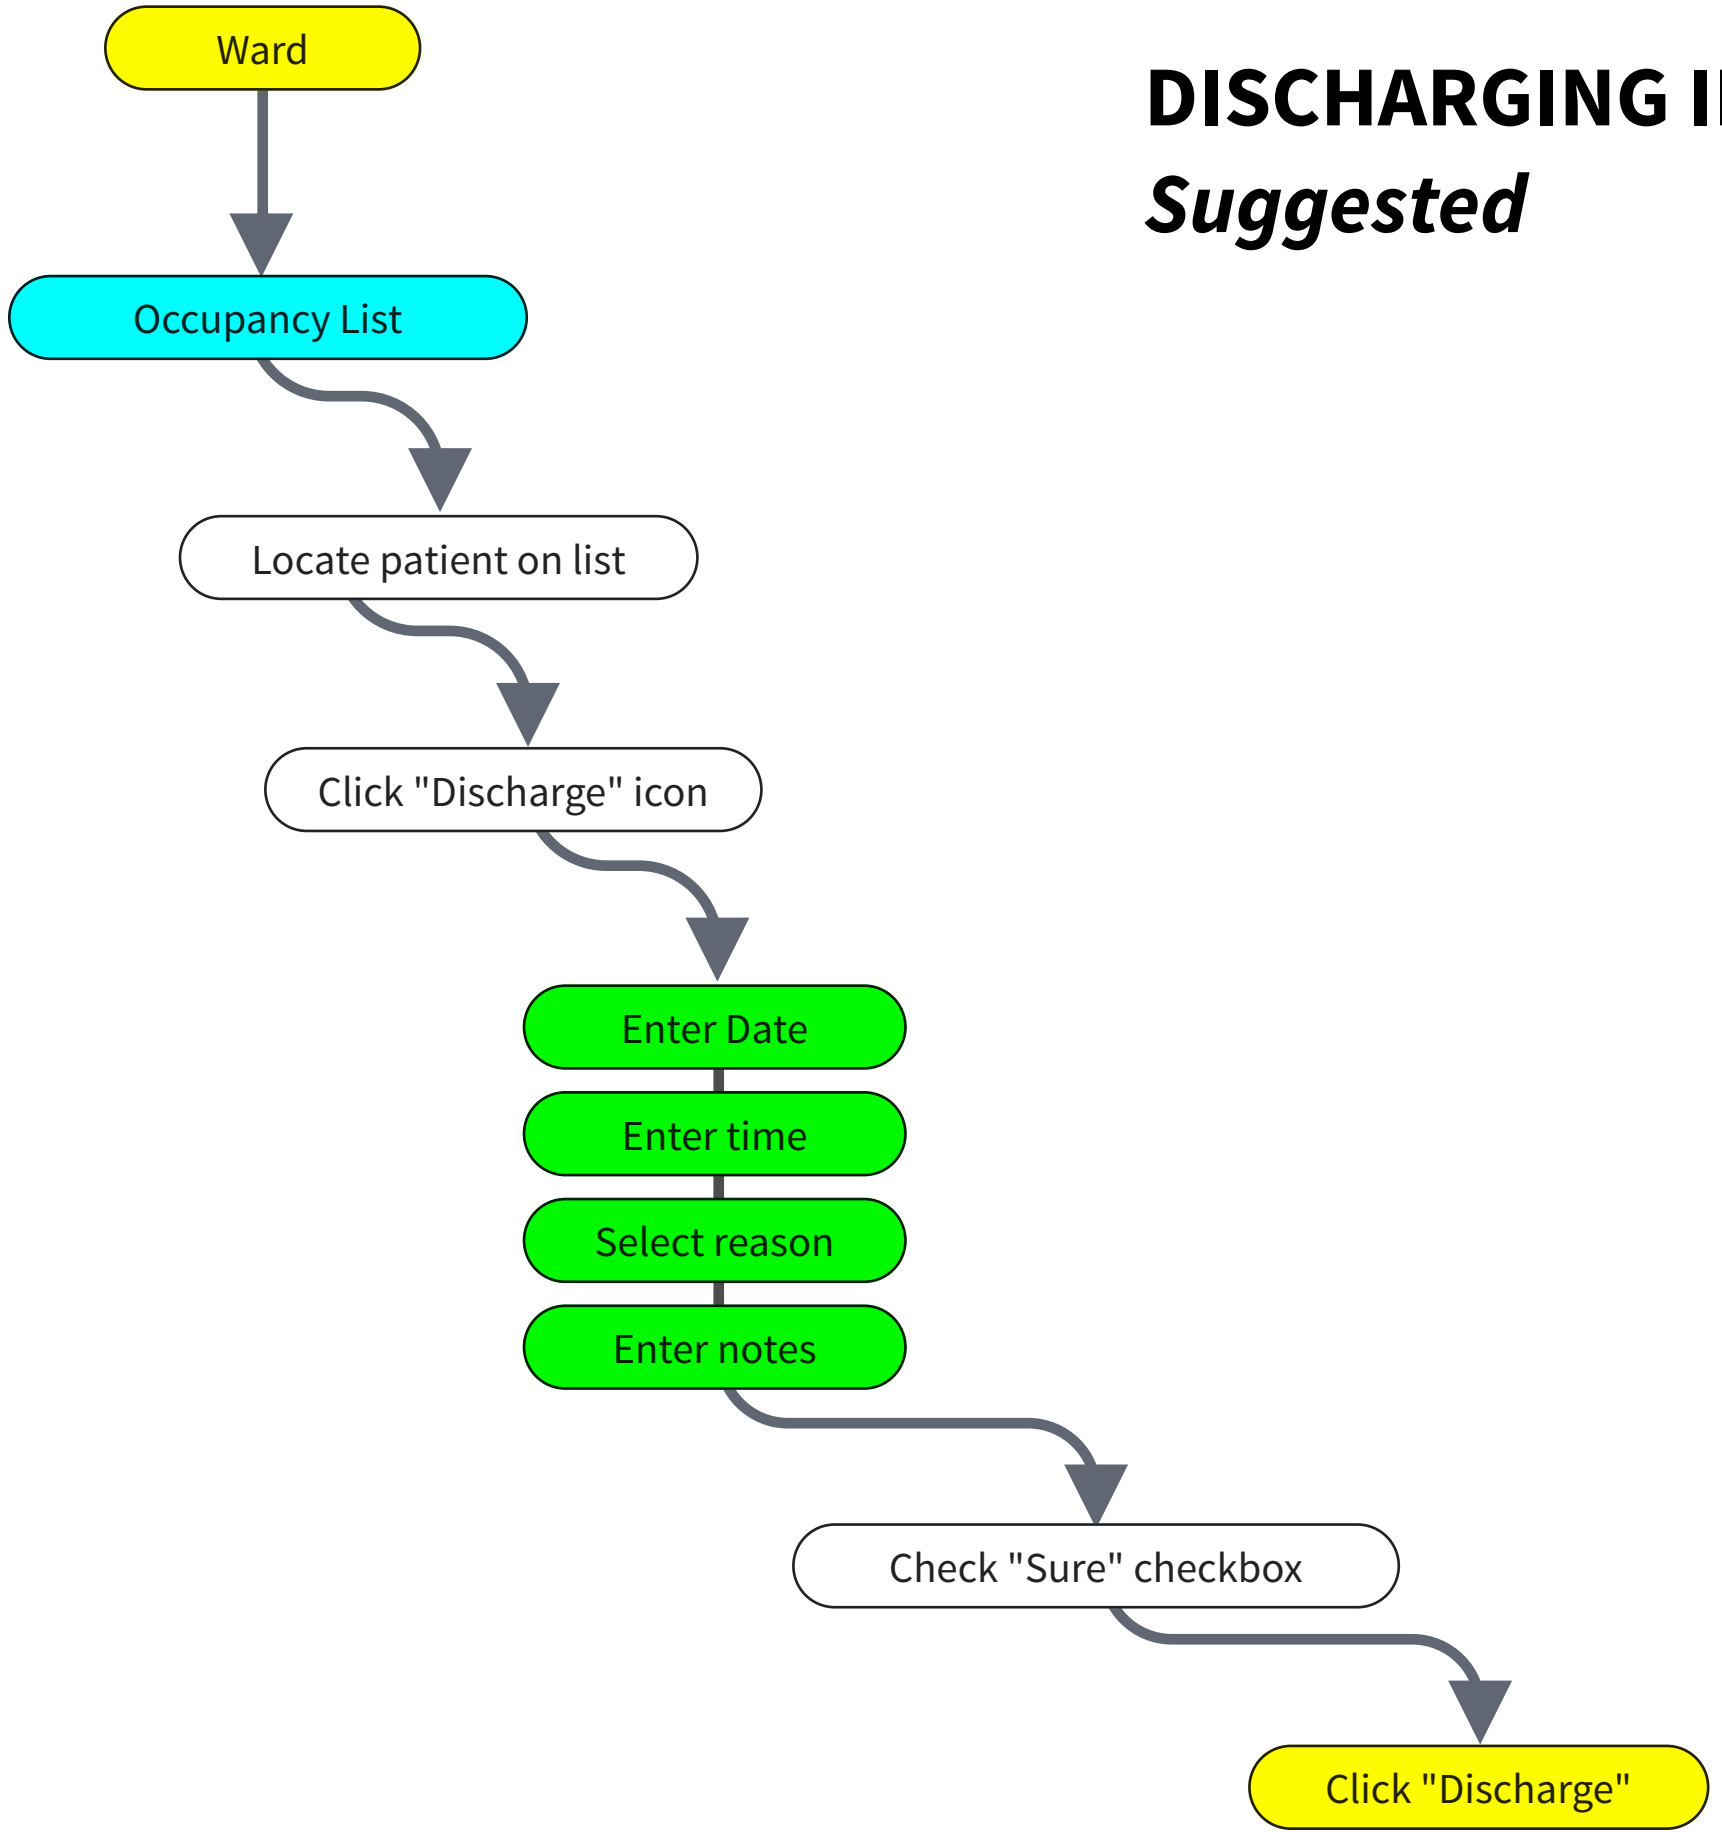 Ward
DISCHARGING
Suggested
Occupancy List
Locate patient on list
Click "Discharge" icon
Enter Date
Enter time
Select reason
Enter notes
Check "Sure" checkbox
Click "Discharge"